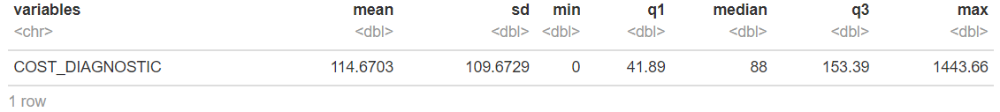 variables mean sd min q1 median q3 max
<chr> <dbl> <dbl> <dbl> <dbl> <dbl> <dbl> <dbl>
COST_DIAGNOSTIC 114.6703 109.6729 0 41.89 88 153.39 1443.66
1 row